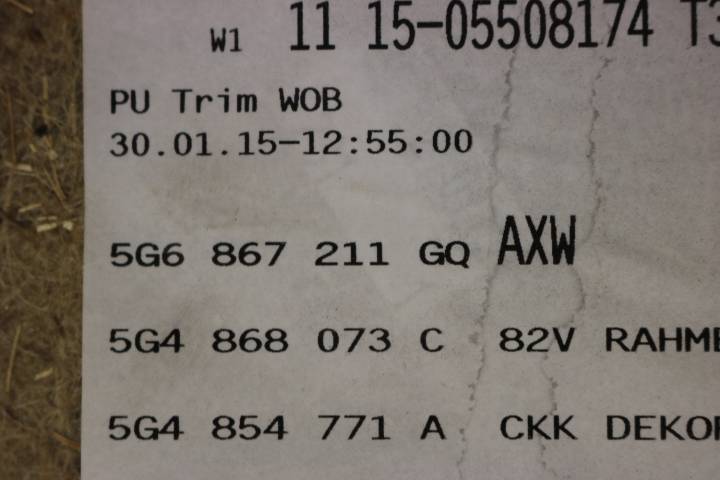 W1 11 15-05508174
PU Trim WOB
30.01.15-12:55:00
5G6 867 211 GQ AXW
5G4 868 073 C 82V
5G4 854 771 A CKK